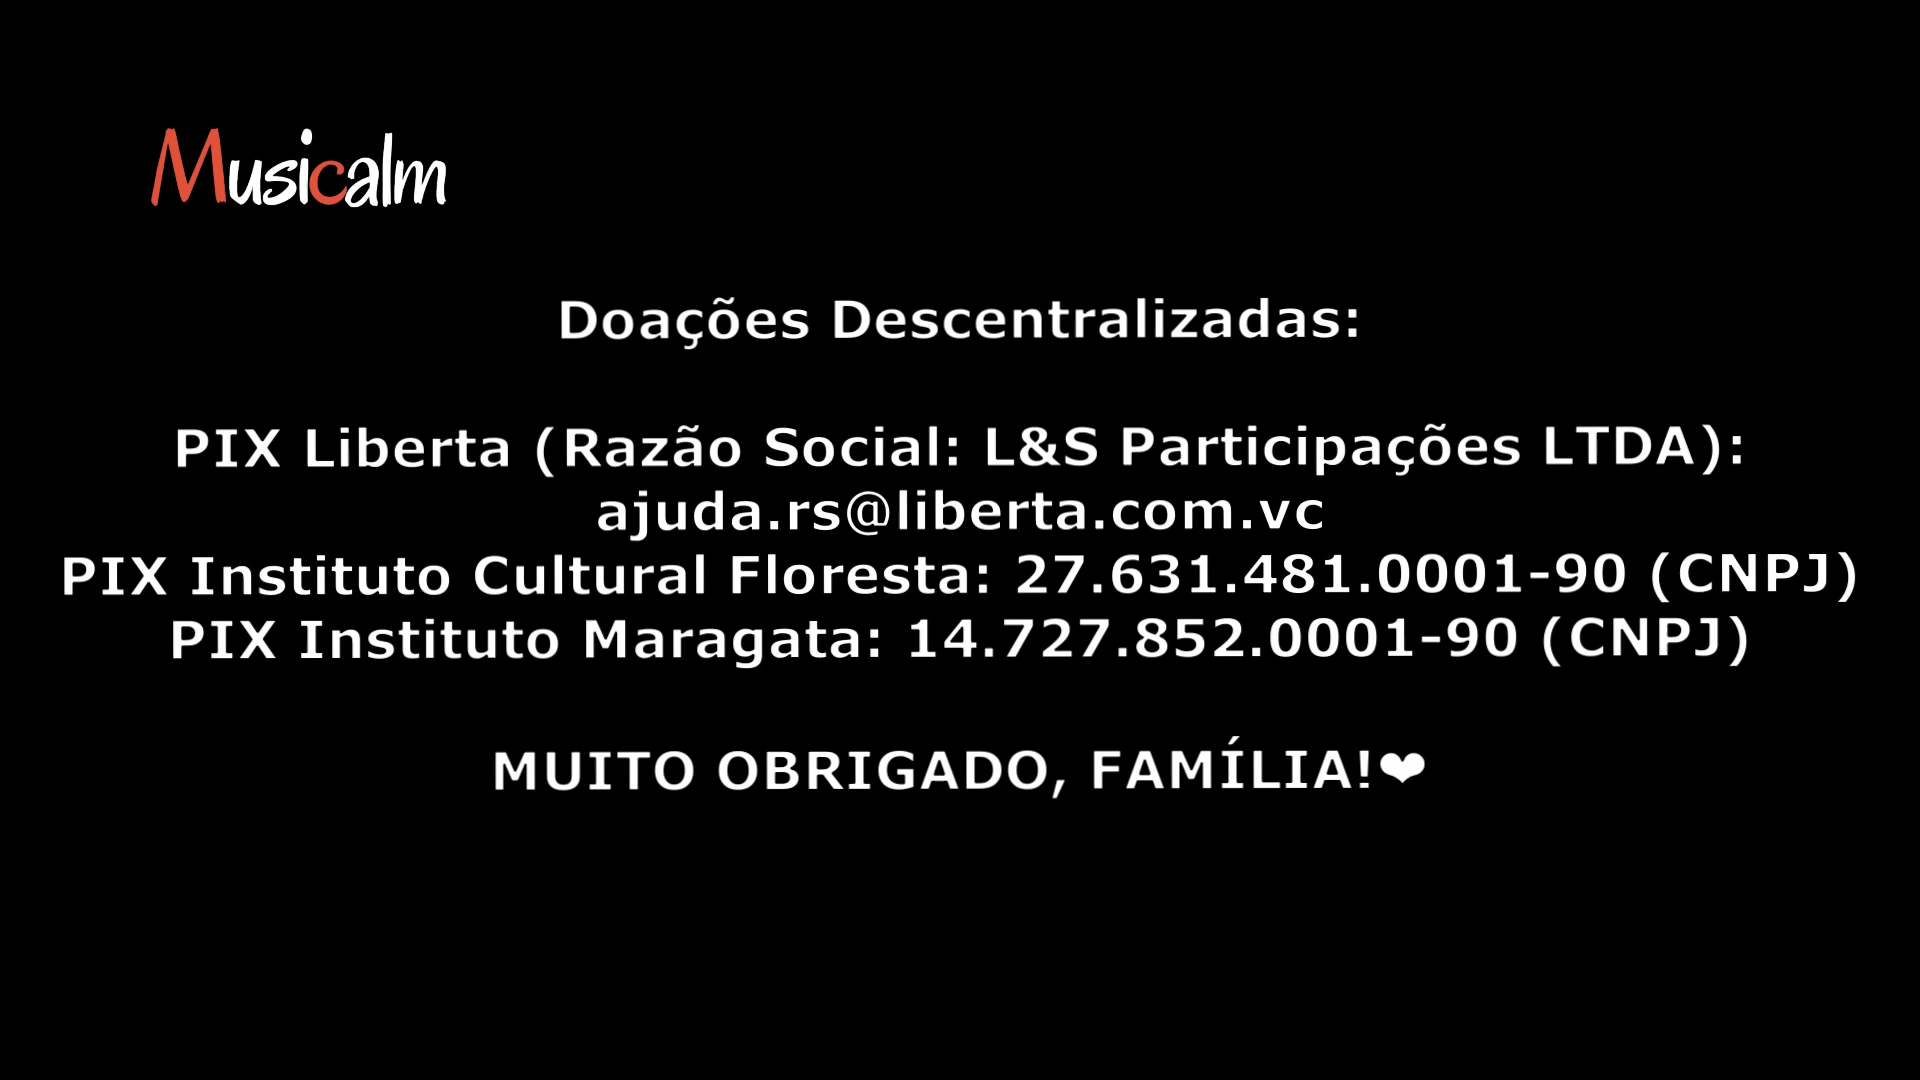 Musicalm
Doações Descentralizadas:
PIX Liberta (Razão Social: L&S Participações LTDA):
ajuda.rs@liberta.com.vc
PIX Instituto Cultural Floresta: 27.631.481.0001-90 (CNPJ)
PIX Instituto Maragata: 14.727.852.0001-90 (CNPJ)
MUITO OBRIGADO, FAMÍLIA!❤